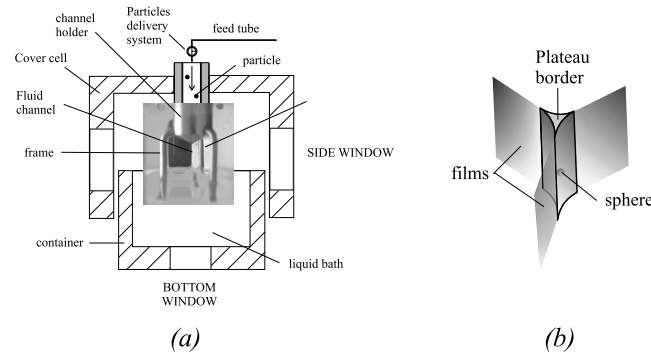 Particles
delivery
system
feed tube
channel
holder
Cover cell
particle
Fluid
channel
frame
SIDE WINDOW
container
liquid bath
BOTTOM
WINDOW
(a)
Plateau
border
films
sphere
(b)